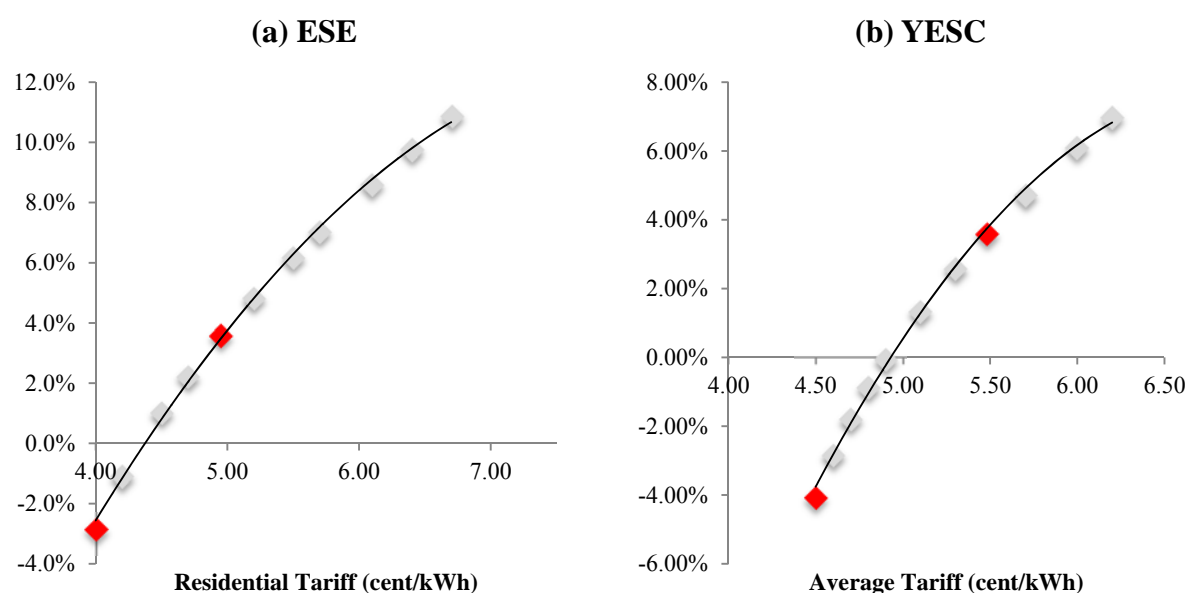 (a) ESE
12.0%
10.0%
8.0%
6.0%
4.0%
2.0%
0.0%
-2.0%
-4.0%
4.00 5.00 6.00 7.00
Residential Tariff (cent/kWh)
(b) YESC
8.00%
6.00%
4.00%
2.00%
0.00%
-2.00%
-4.00%
-6.00%
4.00 4.50 5.00 5.50 6.00 6.50
Average Tariff (cent/kWh)